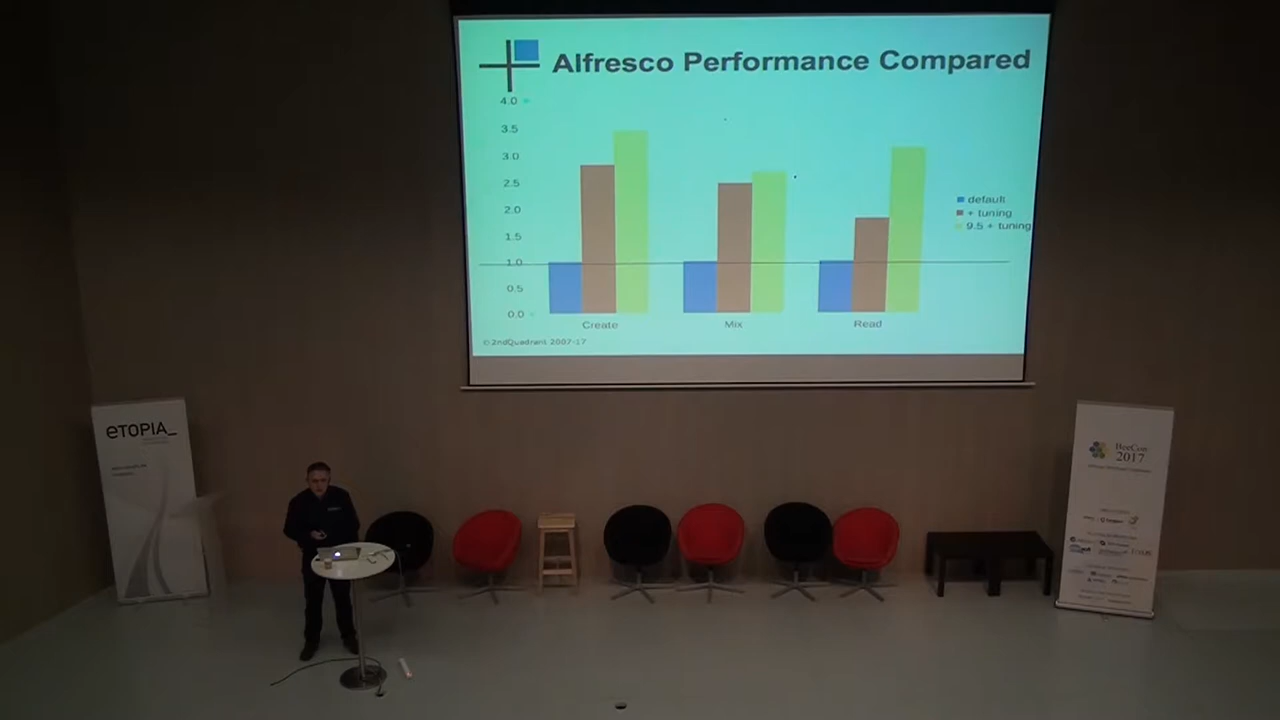 Alfresco Performance Compared
4.0
3.5
3.0
2.5
2.0
1.5
1.0
0.5
0.0
default
+ tuning
9.5 + tuning
Create
Mix
Read
© 2ndQuadrant 2007-17
eTOPIA_
BeeCon
2017